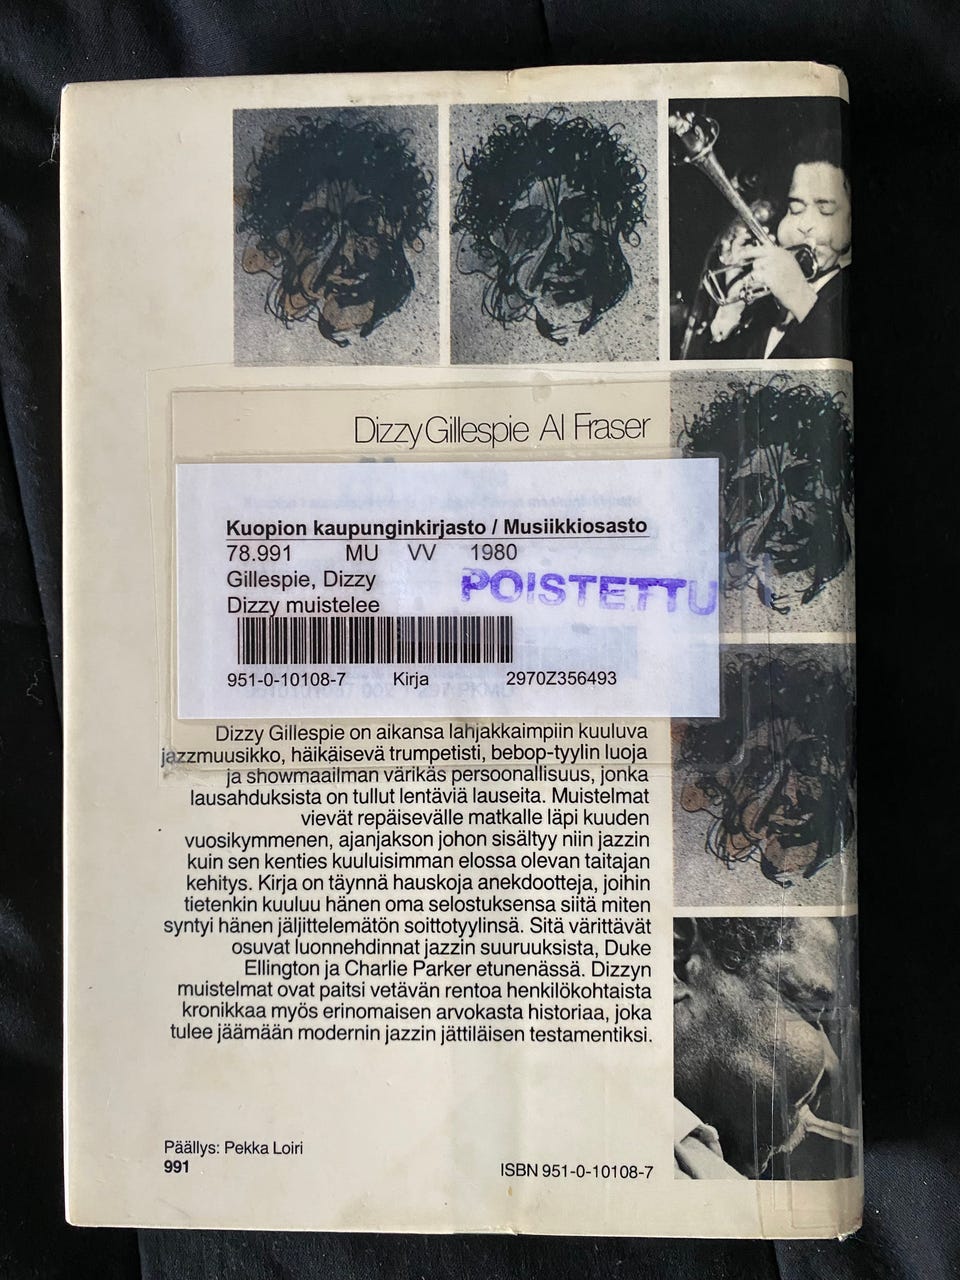 Dizzy Gillespie Al Fraser
Kuopion kaupunginkirjasto / Musiikkiosasto
78.991 MU VV 1980
Gillespie, Dizzy
Dizzy muistelee
POISTETTU
951-0-10108-7 Kirja 2970Z356493
Dizzy Gillespie on aikansa lahjakkaimpiin kuuluva
jazzmuusikko, häikäisevä trumpetisti, bebop-tyylin luoja
ja showmaailman värikäs persoonallisuus, jonka
lausahduksista on tullut lentäviä lauseita. Muistelmat
vievät repäisevälle matkalle läpi kuuden
vuosikymmenen, ajanjakson johon sisältyy niin jazzin
kuin sen kenties kuuluisimman elossa olevan taitajan
kehitys. Kirja on täynnä hauskoja anekdootteja, joihin
tietenkin kuuluu hänen oma selostuksensa siitä miten
syntyi hänen jäljittelemätön soittotyylinsä. Sitä värittävät
osuvat luonnehdinnat jazzin suuruuksista, Duke
Ellington ja Charlie Parker etunenässä. Dizzyn
muistelmat ovat paitsi vetävän rentoa henkilökohtaista
kronikkaa myös erinomaisen arvokasta historiaa, joka
tulee jäämään modernin jazzin jättiläisen testamentiksi.
Päällys: Pekka Loiri
991
ISBN 951-0-10108-7